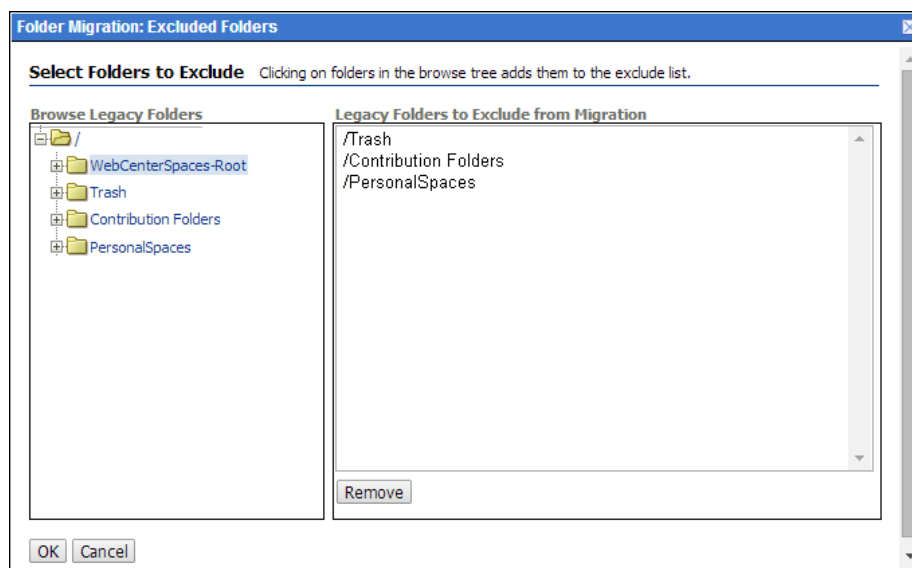 Folder Migration: Excluded Folders
Select Folders to Exclude Clicking on folders in the browse tree adds them to the exclude list.
Browse Legacy Folders
/
WebCenterSpaces-Root
Trash
Contribution Folders
PersonalSpaces
Legacy Folders to Exclude from Migration
/Trash
/Contribution Folders
/PersonalSpaces
Remove
OK Cancel